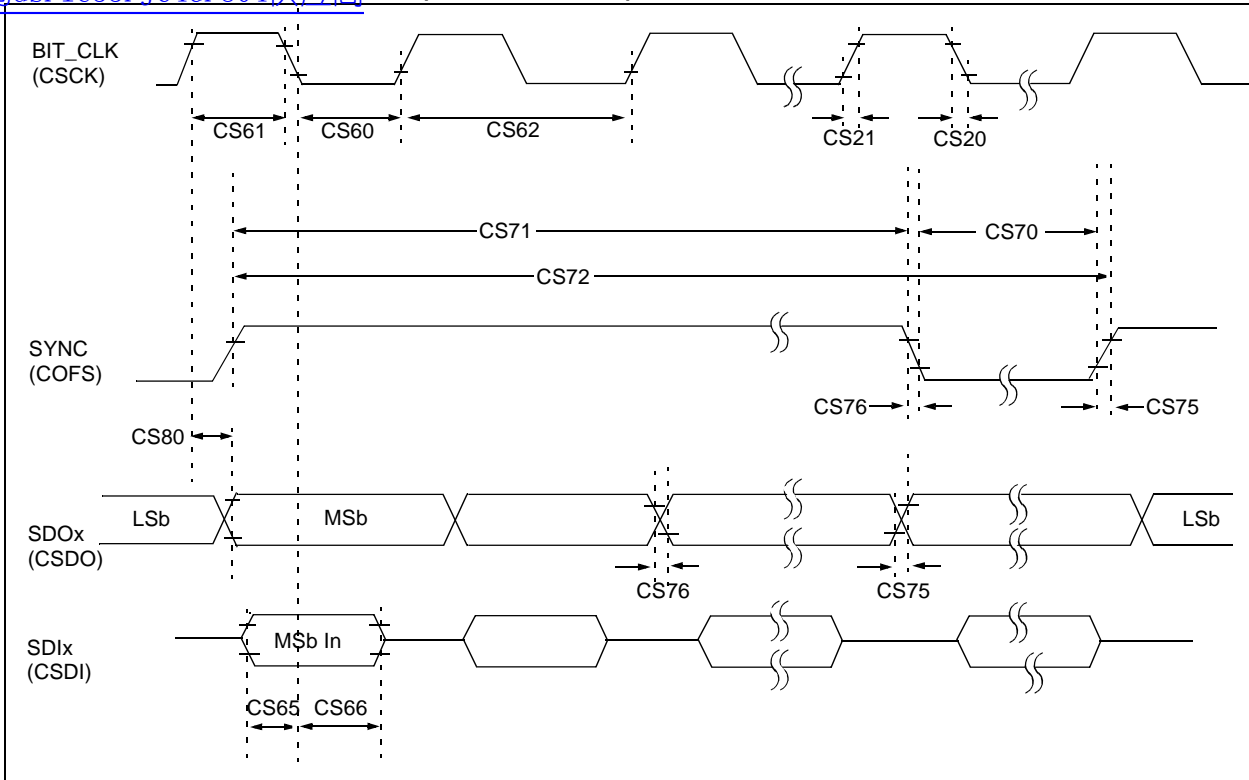 BIT_CLK
(CSCK)
CS61
CS60
CS62
CS21
CS20
CS71
CS70
CS72
SYNC
(COFS)
CS76
CS75
CS80
LSb
MSb
LSb
SDOx
(CSDO)
CS76
CS75
SDIx
(CSDI)
MSb In
CS65
CS66